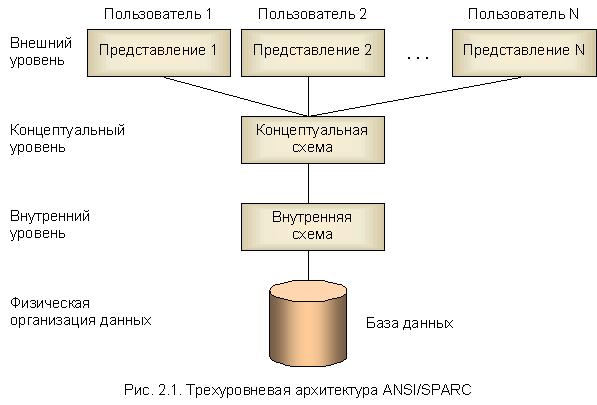 Пользователь 1 Пользователь 2 Пользователь N
Внешний
уровень
Представление 1 Представление 2 ... Представление N
Концептуальный
уровень
Концептуальная
схема
Внутренний
уровень
Внутренняя
схема
Физическая
организация данных
База данных
Рис. 2.1. Трехуровневая архитектура ANSI/SPARC